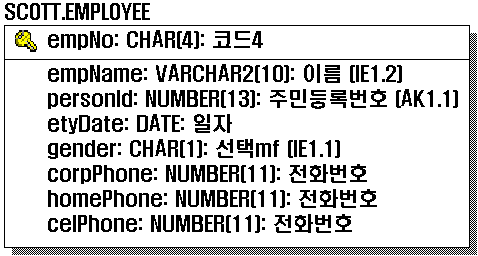 SCOTT.EMPLOYEE
empNo: CHAR(4): 코드4
empName: VARCHAR2(10): 이름 (IE1.2)
personId: NUMBER(13): 주민등록번호 (AK1.1)
etyDate: DATE: 일자
gender: CHAR(1): 선택mf (IE1.1)
corpPhone: NUMBER(11): 전화번호
homePhone: NUMBER(11): 전화번호
celPhone: NUMBER(11): 전화번호